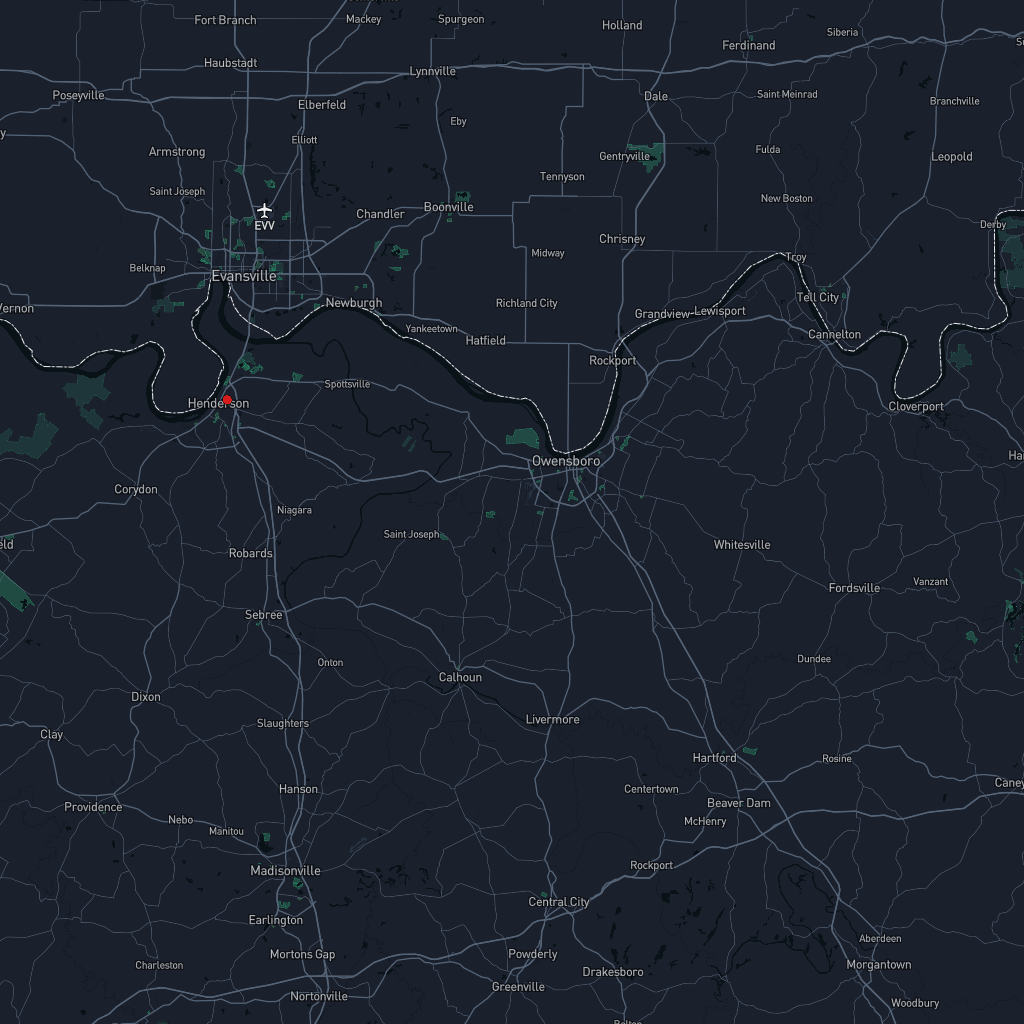 Fort Branch
Mackey
Spurgeon
Holland
Siberia
Ferdinand
Haubstadt
Lynnville
Poseyville
Elberfeld
Dale
Saint Meinrad
Branchville
Eby
Elliott
Armstrong
Gentryville
Fulda
Leopold
Tennyson
Saint Joseph
New Boston
EVV
Chandler
Boonville
Derby
Chrisney
Midway
Troy
Belknap
Evansville
Tell City
Newburgh
Richland City
Vernon
Grandview
Lewisport
Yankeetown
Hatfield
Cannelton
Rockport
Spottsville
Henderson
Cloverport
Owensboro
Corydon
Niagara
Saint Joseph
Whitesville
Robards
Fordsville
Vanzant
Sebree
Onton
Dundee
Calhoun
Dixon
Slaughters
Livermore
Clay
Hartford
Rosine
Hanson
Centertown
Caney
Providence
Beaver Dam
Nebo
Manitou
McHenry
Madisonville
Rockport
Central City
Earlington
Aberdeen
Mortons Gap
Powderly
Charleston
Drakesboro
Morgantown
Greenville
Nortonville
Woodbury